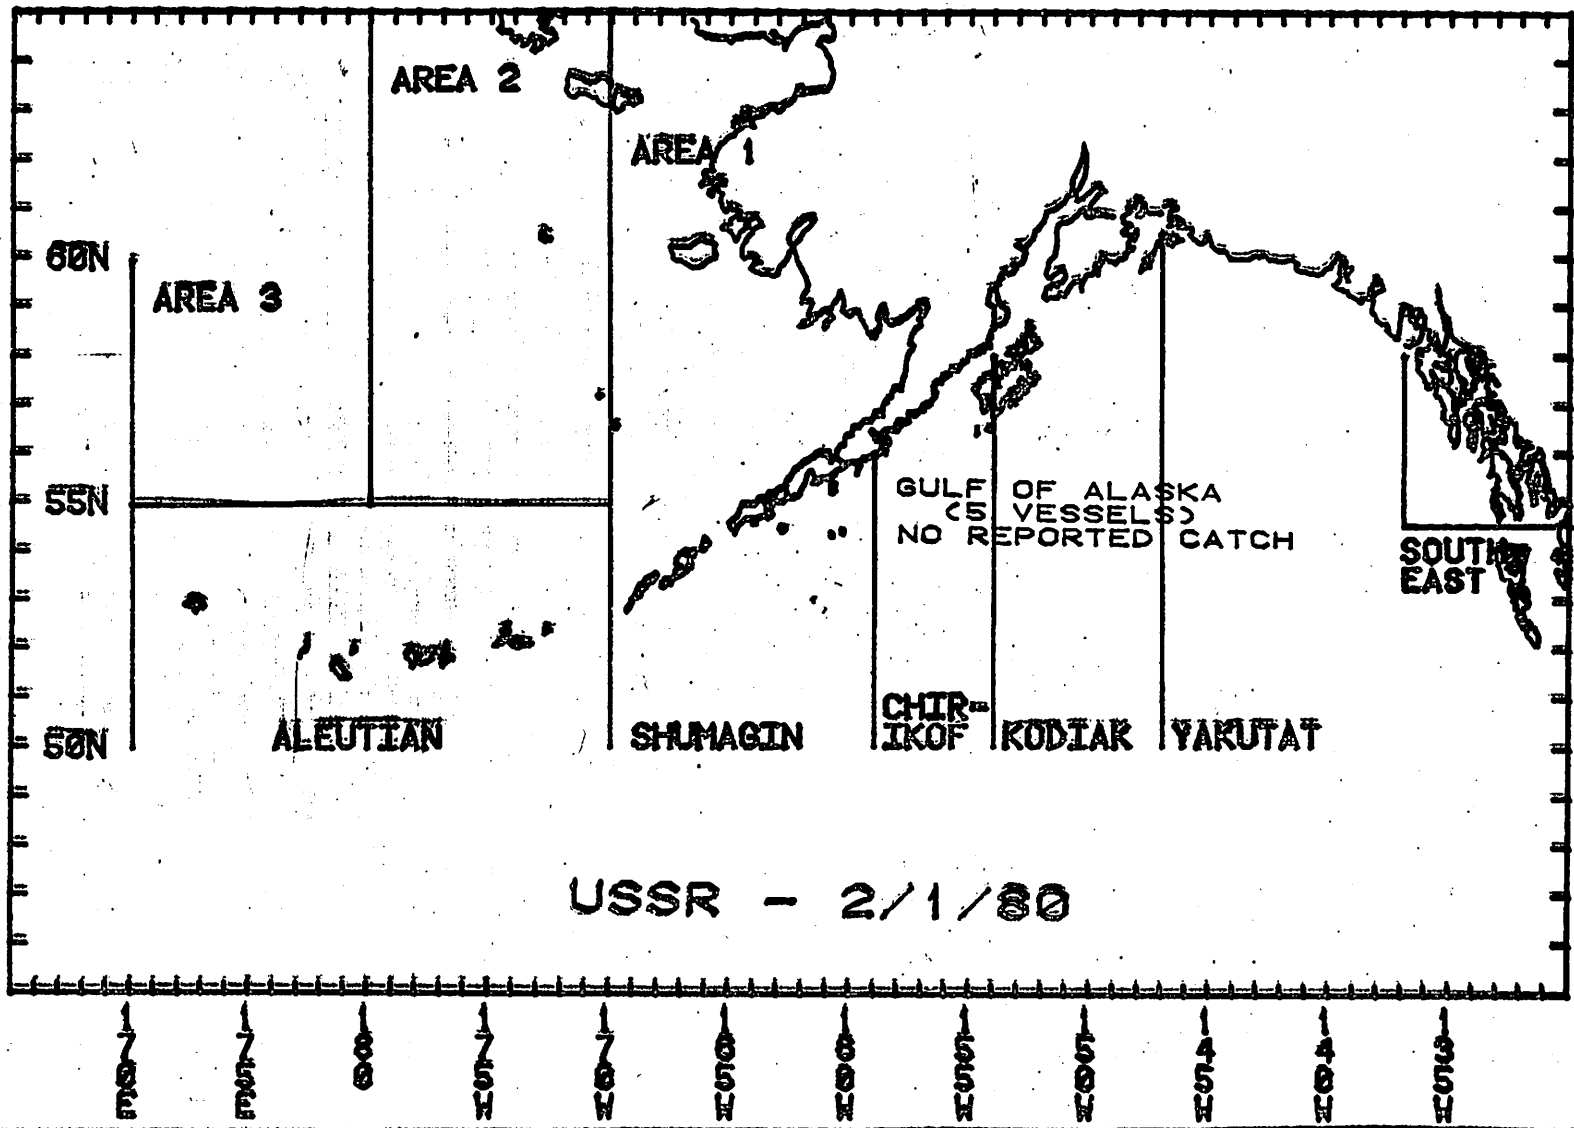 AREA 2
AREA 1
60N
AREA 3
55N
GULF OF ALASKA
(5 VESSELS)
NO REPORTED CATCH
SOUTH
EAST
50N
ALEUTIAN
SHUMAGIN
CHIR-
IKOF
KODIAK
YAKUTAT
USSR - 2/1/80
170E
175E
180
175W
170W
165W
160W
155W
150W
145W
140W
135W